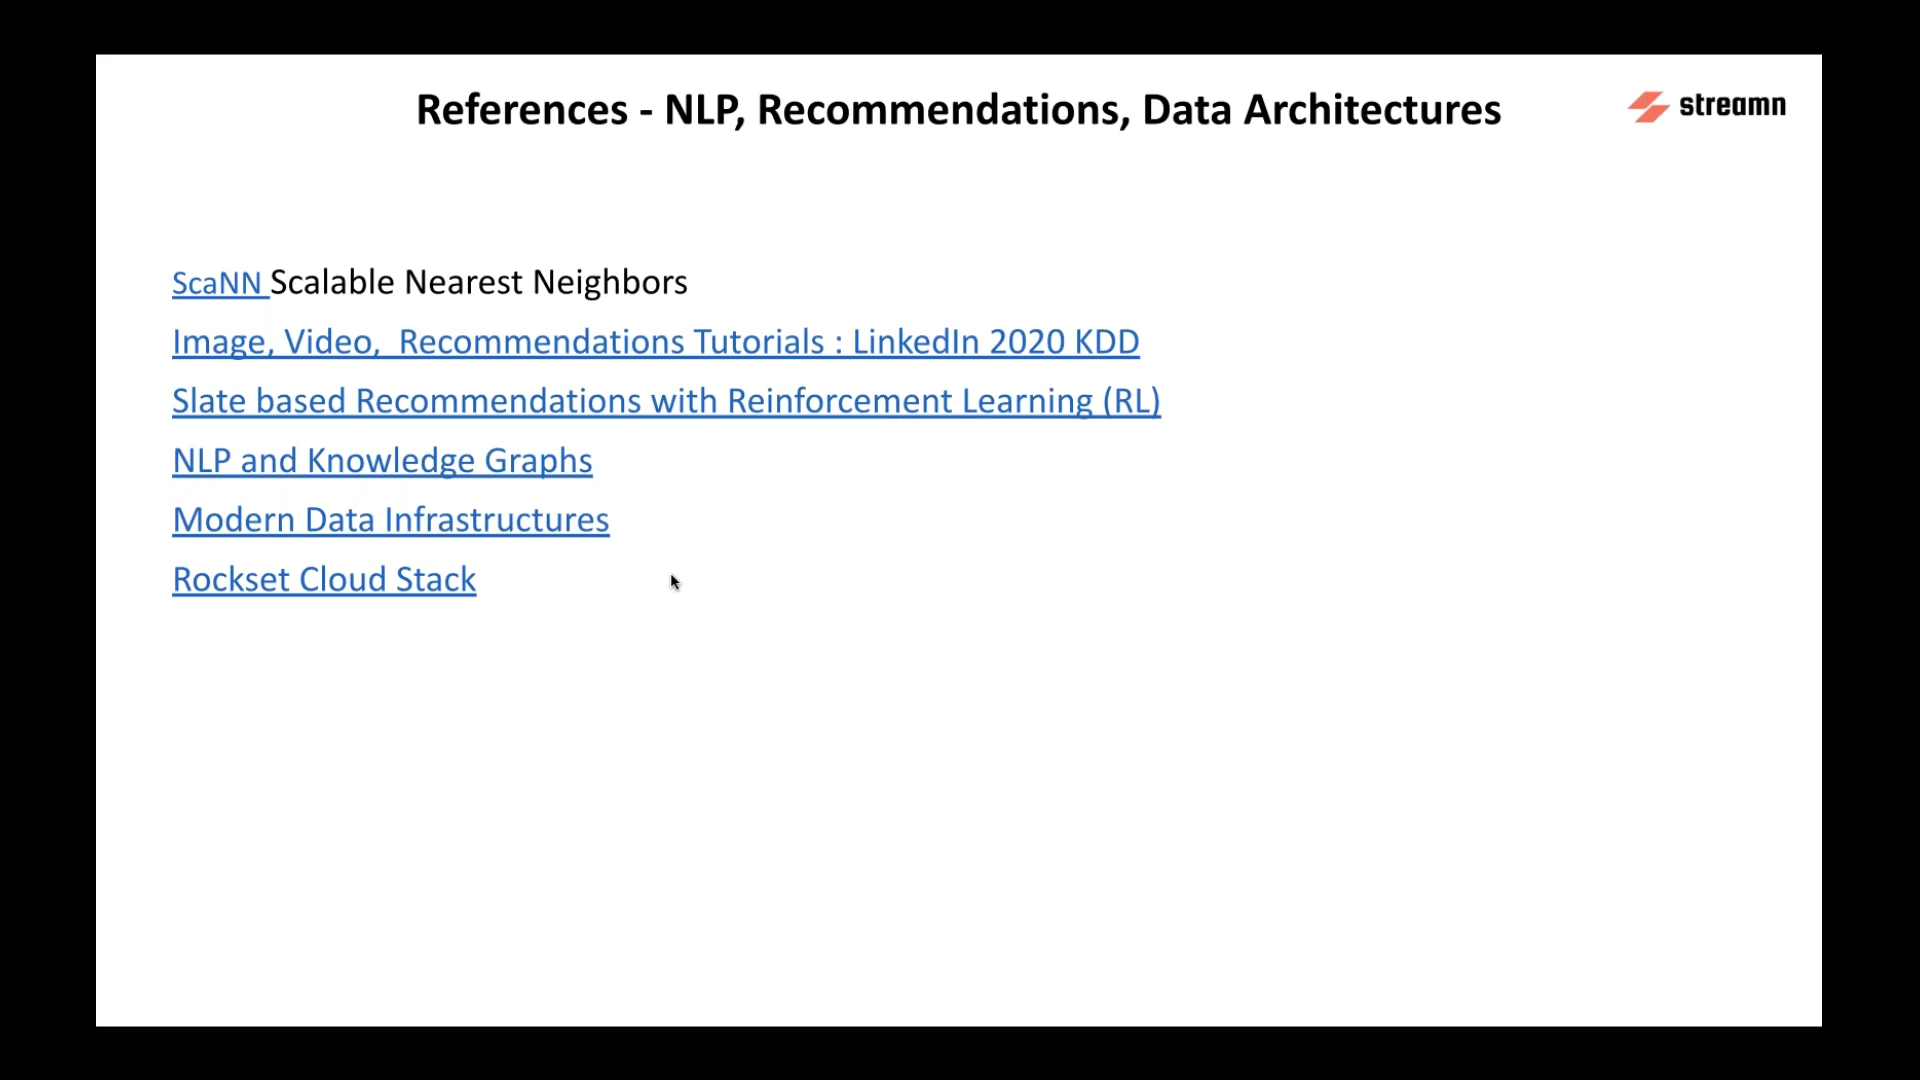 References - NLP, Recommendations, Data Architectures
streamn
ScaNN Scalable Nearest Neighbors
Image, Video,  Recommendations Tutorials : LinkedIn 2020 KDD
Slate based Recommendations with Reinforcement Learning (RL)
NLP and Knowledge Graphs
Modern Data Infrastructures
Rockset Cloud Stack